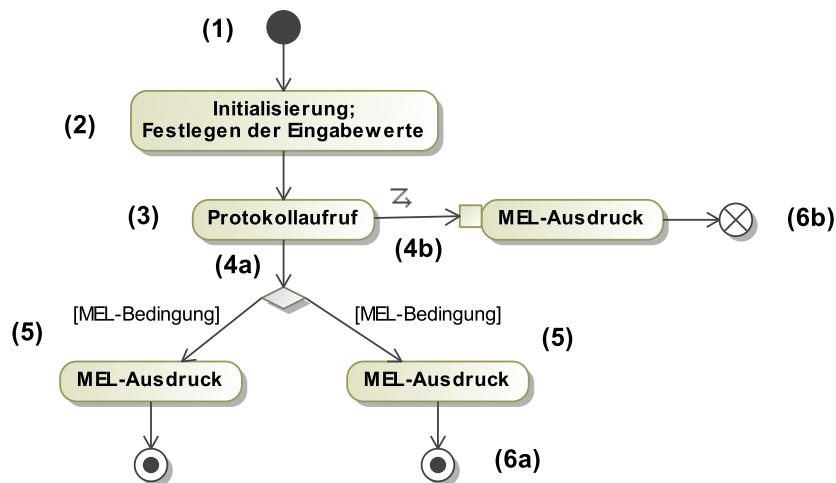 (1)
(2)
Initialisierung;
Festlegen der Eingabewerte
(3)
Protokollaufruf
(4b)
MEL-Ausdruck
(6b)
(4a)
[MEL-Bedingung]
[MEL-Bedingung]
(5)
(5)
MEL-Ausdruck
MEL-Ausdruck
(6a)